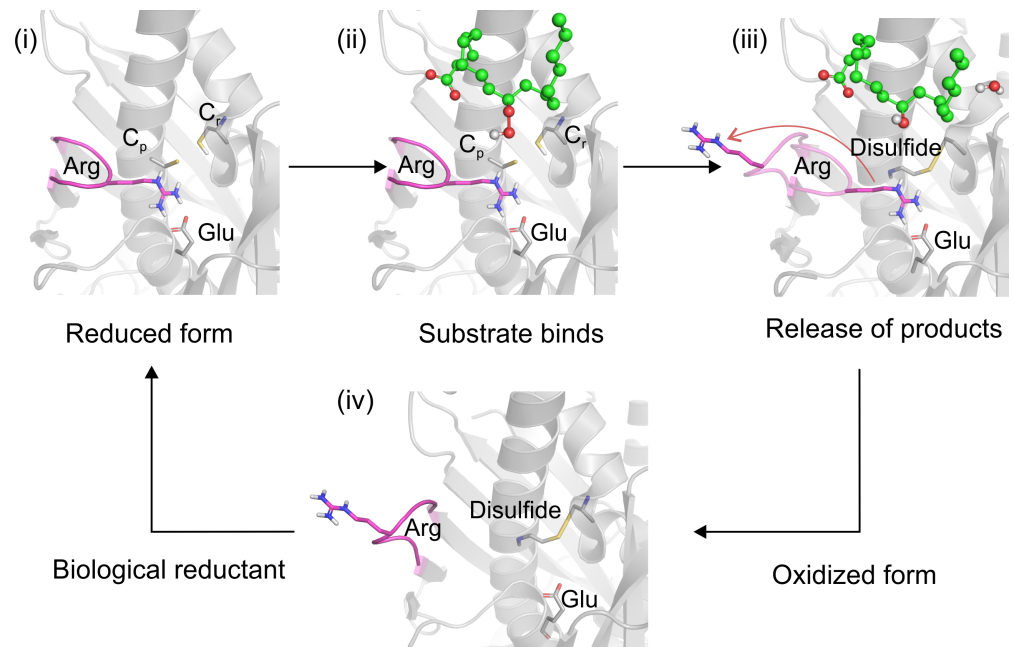 (i)
(ii)
(iii)
Cr
Cp
Arg
Glu
Cp
Cr
Arg
Glu
Disulfide
Arg
Glu
Reduced form
Substrate binds
Release of products
(iv)
Disulfide
Arg
Glu
Biological reductant
Oxidized form